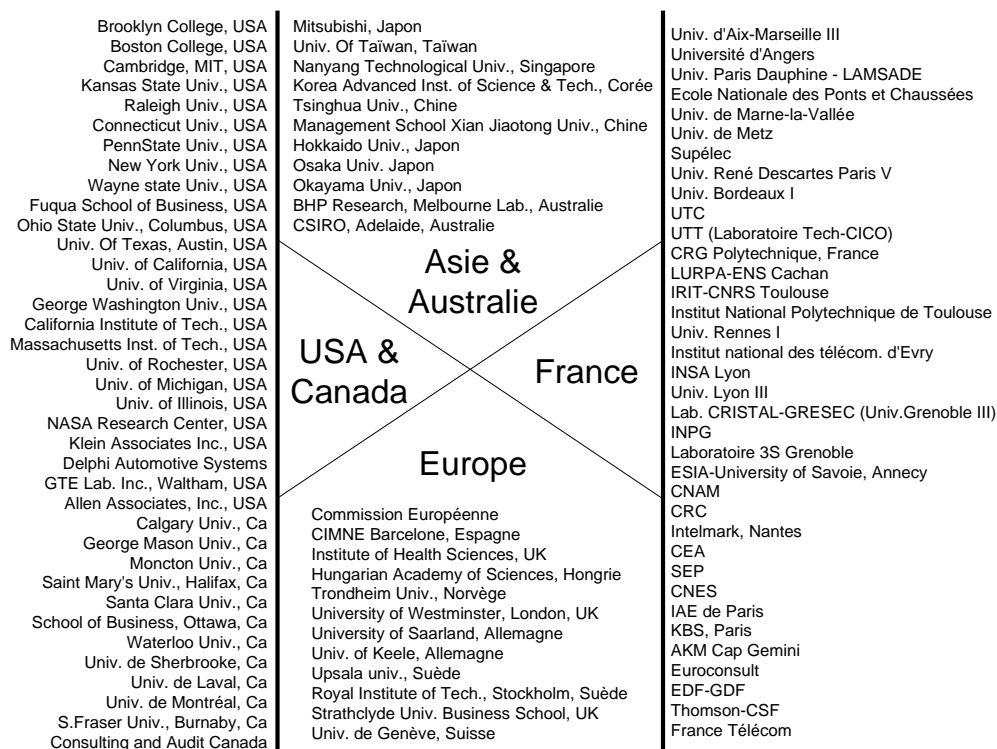 Brooklyn College, USA
Boston College, USA
Cambridge, MIT, USA
Kansas State Univ., USA
Raleigh Univ., USA
Connecticut Univ., USA
PennState Univ., USA
New York Univ., USA
Wayne state Univ., USA
Fuqua School of Business, USA
Ohio State Univ., Columbus, USA
Univ. Of Texas, Austin, USA
Univ. of California, USA
Univ. of Virginia, USA
George Washington Univ., USA
California Institute of Tech., USA
Massachusetts Inst. of Tech., USA
Univ. of Rochester, USA
Univ. of Michigan, USA
Univ. of Illinois, USA
NASA Research Center, USA
Klein Associates Inc., USA
Delphi Automotive Systems
GTE Lab. Inc., Waltham, USA
Allen Associates, Inc., USA
Calgary Univ., Ca
George Mason Univ., Ca
Moncton Univ., Ca
Saint Mary's Univ., Halifax, Ca
Santa Clara Univ., Ca
School of Business, Ottawa, Ca
Waterloo Univ., Ca
Univ. de Sherbrooke, Ca
Univ. de Laval, Ca
Univ. de Montréal, Ca
S.Fraser Univ., Burnaby, Ca
Consulting and Audit Canada
Mitsubishi, Japon
Univ. Of Taïwan, Taïwan
Nanyang Technological Univ., Singapore
Korea Advanced Inst. of Science & Tech., Corée
Tsinghua Univ., Chine
Management School Xian Jiaotong Univ., Chine
Hokkaido Univ., Japon
Osaka Univ. Japon
Okayama Univ., Japon
BHP Research, Melbourne Lab., Australie
CSIRO, Adelaide, Australie
Asie &
Australie
USA &
Canada
France
Europe
Commission Européenne
CIMNE Barcelone, Espagne
Institute of Health Sciences, UK
Hungarian Academy of Sciences, Hongrie
Trondheim Univ., Norvège
University of Westminster, London, UK
University of Saarland, Allemagne
Univ. of Keele, Allemagne
Upsala univ., Suède
Royal Institute of Tech., Stockholm, Suède
Strathclyde Univ. Business School, UK
Univ. de Genève, Suisse
Univ. d'Aix-Marseille III
Université d'Angers
Univ. Paris Dauphine - LAMSADE
Ecole Nationale des Ponts et Chaussées
Univ. de Marne-la-Vallée
Univ. de Metz
Supélec
Univ. René Descartes Paris V
Univ. Bordeaux I
UTC
UTT (Laboratoire Tech-CICO)
CRG Polytechnique, France
LURPA-ENS Cachan
IRIT-CNRS Toulouse
Institut National Polytechnique de Toulouse
Univ. Rennes I
Institut national des télécom. d'Evry
INSA Lyon
Univ. Lyon III
Lab. CRISTAL-GRESEC (Univ.Grenoble III)
INPG
Laboratoire 3S Grenoble
ESIA-University of Savoie, Annecy
CNAM
CRC
Intelmark, Nantes
CEA
SEP
CNES
IAE de Paris
KBS, Paris
AKM Cap Gemini
Euroconsult
EDF-GDF
Thomson-CSF
France Télécom